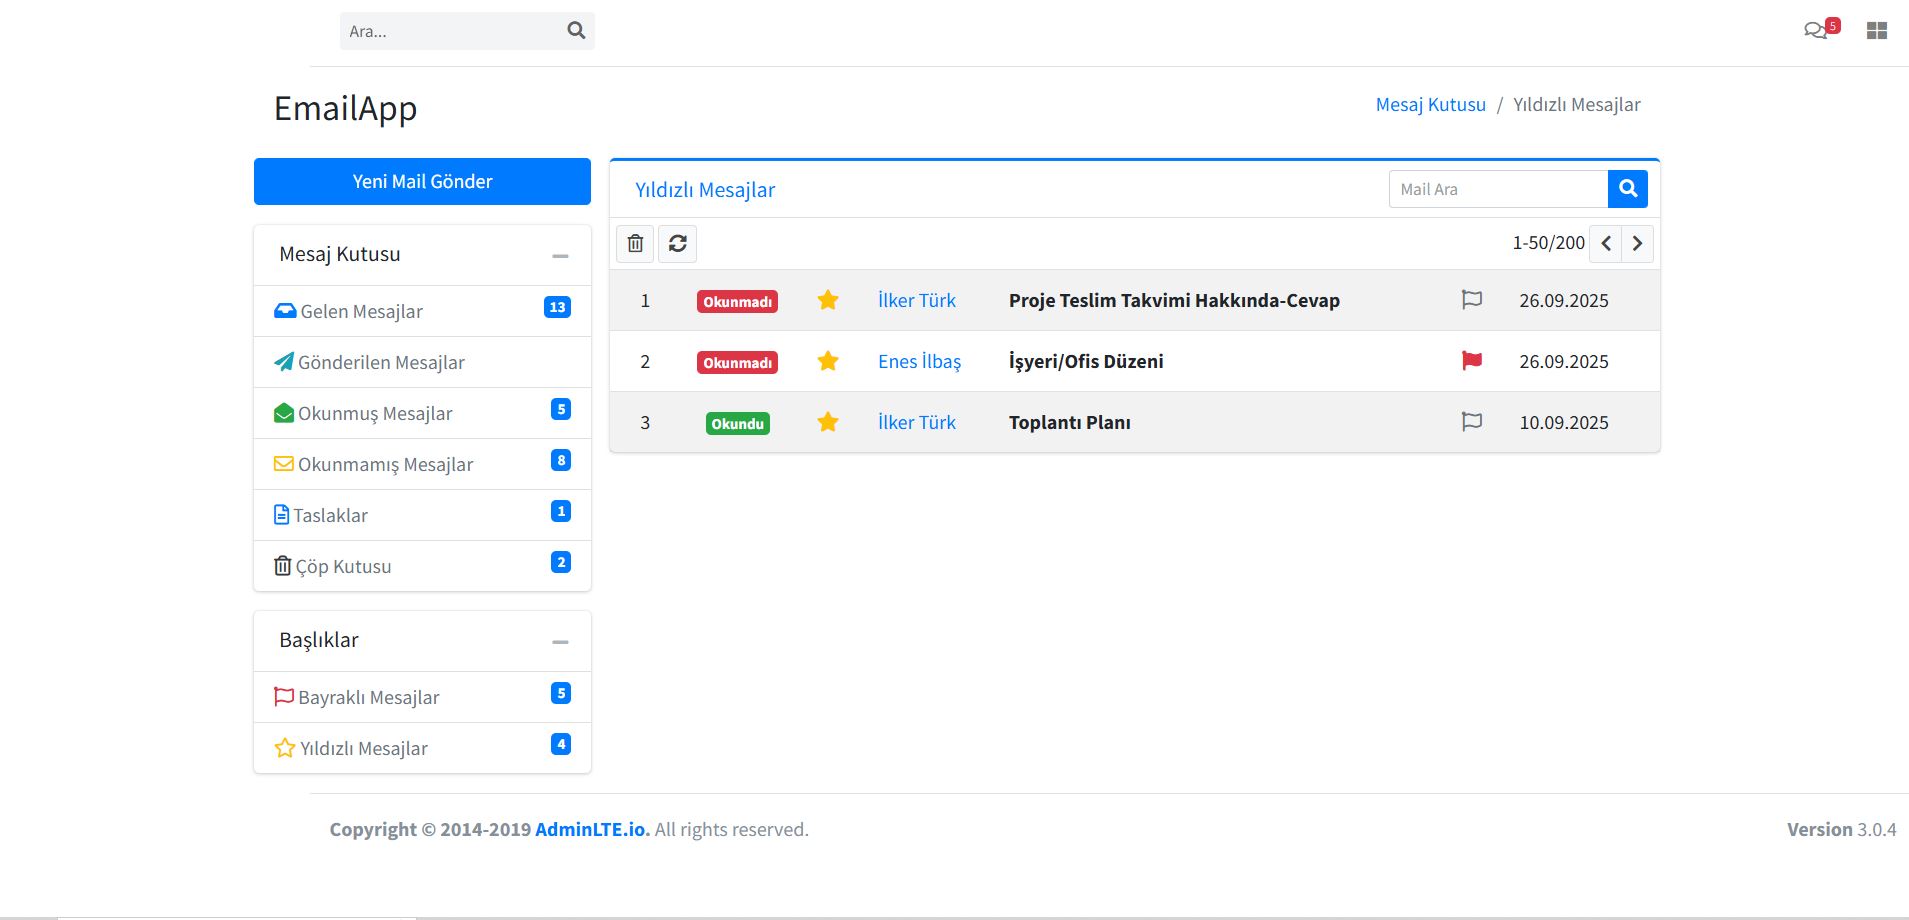 Ara...
5
EmailApp
Mesaj Kutusu / Yıldızlı Mesajlar
Yeni Mail Gönder
Mesaj Kutusu
Gelen Mesajlar 13
Gönderilen Mesajlar
Okunmuş Mesajlar 5
Okunmamış Mesajlar 8
Taslaklar 1
Çöp Kutusu 2
Başlıklar
Bayraklı Mesajlar 5
Yıldızlı Mesajlar 4
Yıldızlı Mesajlar
Mail Ara
1-50/200
1 Okunmadı İlker Türk Proje Teslim Takvimi Hakkında-Cevap 26.09.2025
2 Okunmadı Enes İlbaş İşyeri/Ofis Düzeni 26.09.2025
3 Okundu İlker Türk Toplantı Planı 10.09.2025
Copyright © 2014-2019 AdminLTE.io. All rights reserved.
Version 3.0.4